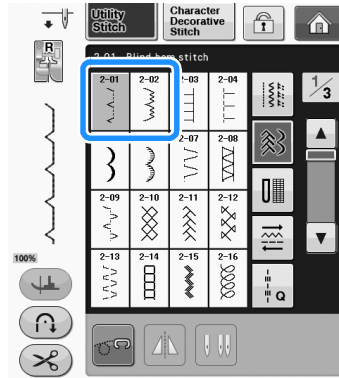 Utility
Stitch
Character
Decorative
Stitch
R
2-01 Blind hem stitch
1/3
2-01 2-02 2-03 2-04
2-07 2-08
2-09 2-10 2-11 2-12
2-13 2-14 2-15 2-16
100%
Q